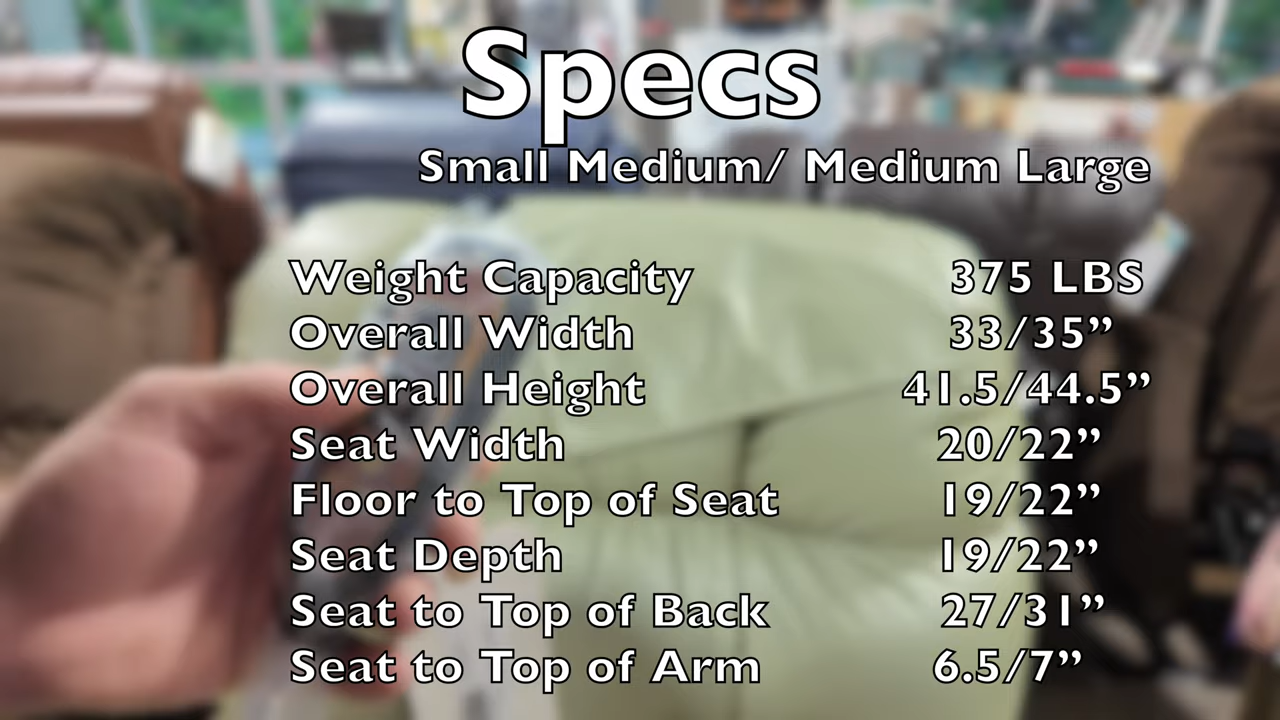 Specs
Small Medium/ Medium Large
Weight Capacity 375 LBS
Overall Width 33/35”
Overall Height 41.5/44.5”
Seat Width 20/22”
Floor to Top of Seat 19/22”
Seat Depth 19/22”
Seat to Top of Back 27/31”
Seat to Top of Arm 6.5/7”